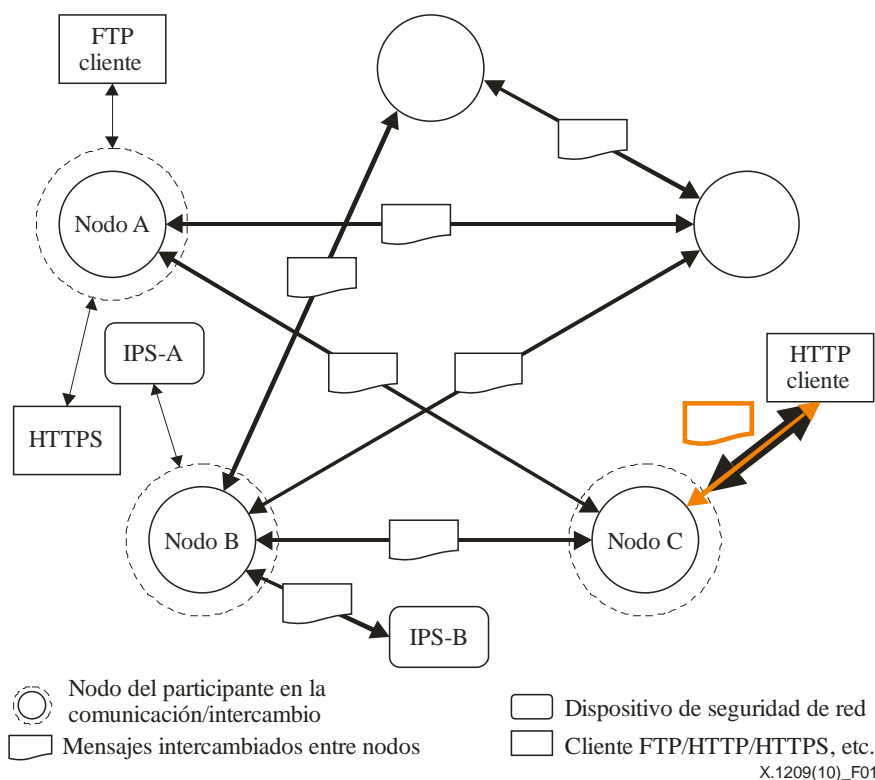 FTP
cliente
Nodo A
IPS-A
HTTP
cliente
HTTPS
Nodo B
Nodo C
IPS-B
Nodo del participante en la
comunicación/intercambio
Mensajes intercambiados entre nodos
Dispositivo de seguridad de red
Cliente FTP/HTTP/HTTPS, etc.
X.1209(10)_F01